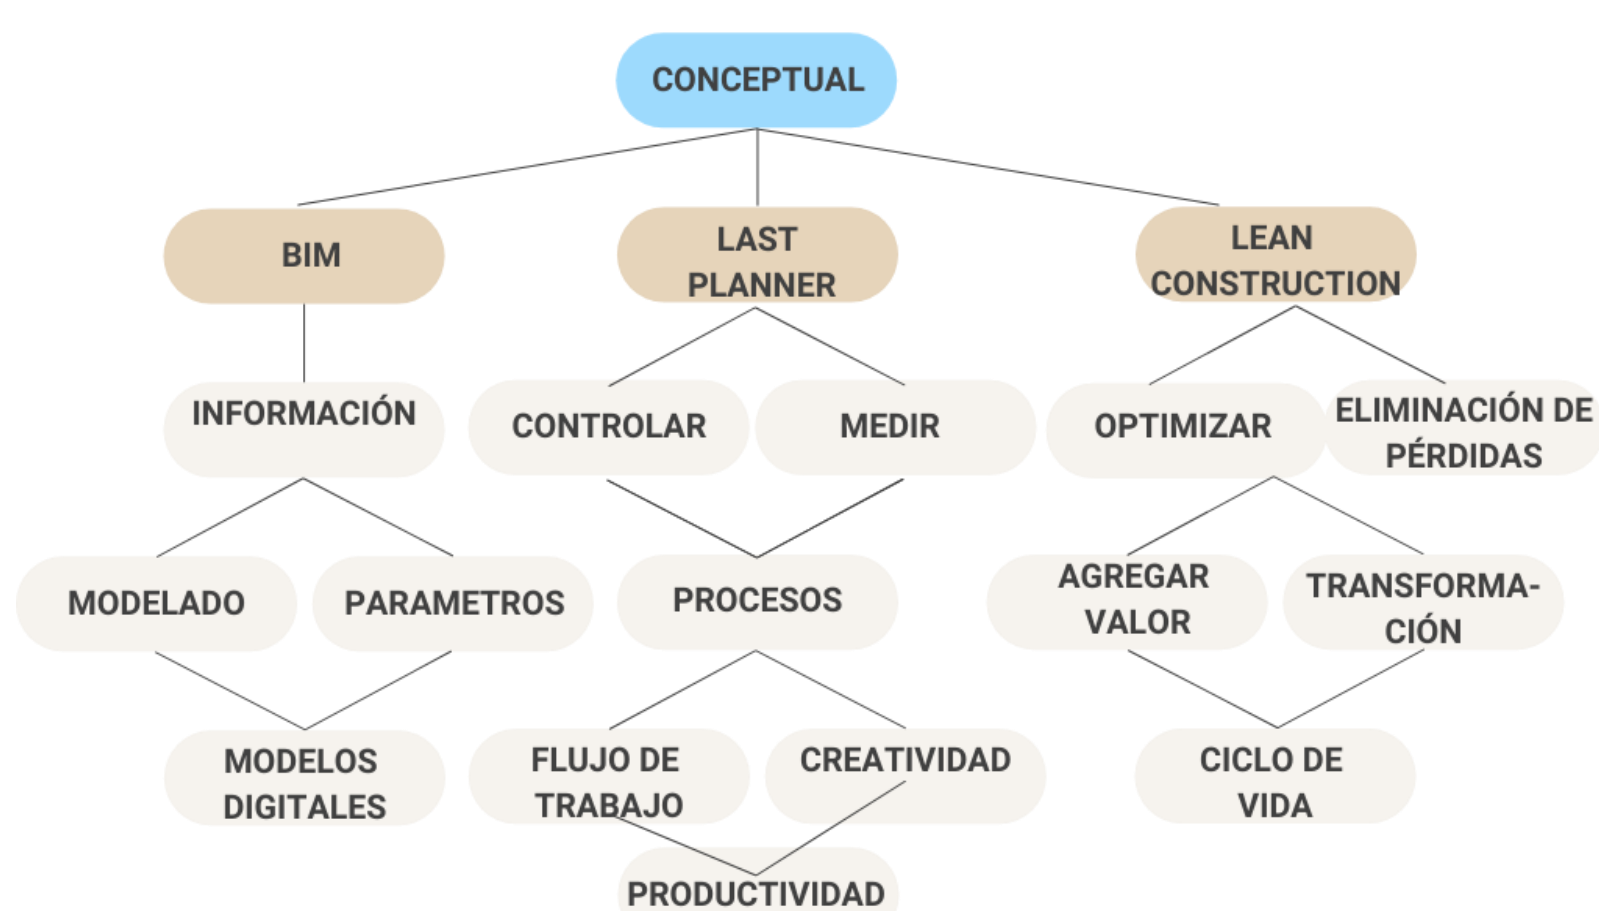 CONCEPTUAL
BIM
LAST
PLANNER
LEAN
CONSTRUCTION
INFORMACIÓN
CONTROLAR
MEDIR
OPTIMIZAR
ELIMINACIÓN DE
PÉRDIDAS
MODELADO
PARAMETROS
PROCESOS
AGREGAR
VALOR
TRANSFORMA-
CIÓN
MODELOS
DIGITALES
FLUJO DE
TRABAJO
CREATIVIDAD
CICLO DE
VIDA
PRODUCTIVIDAD